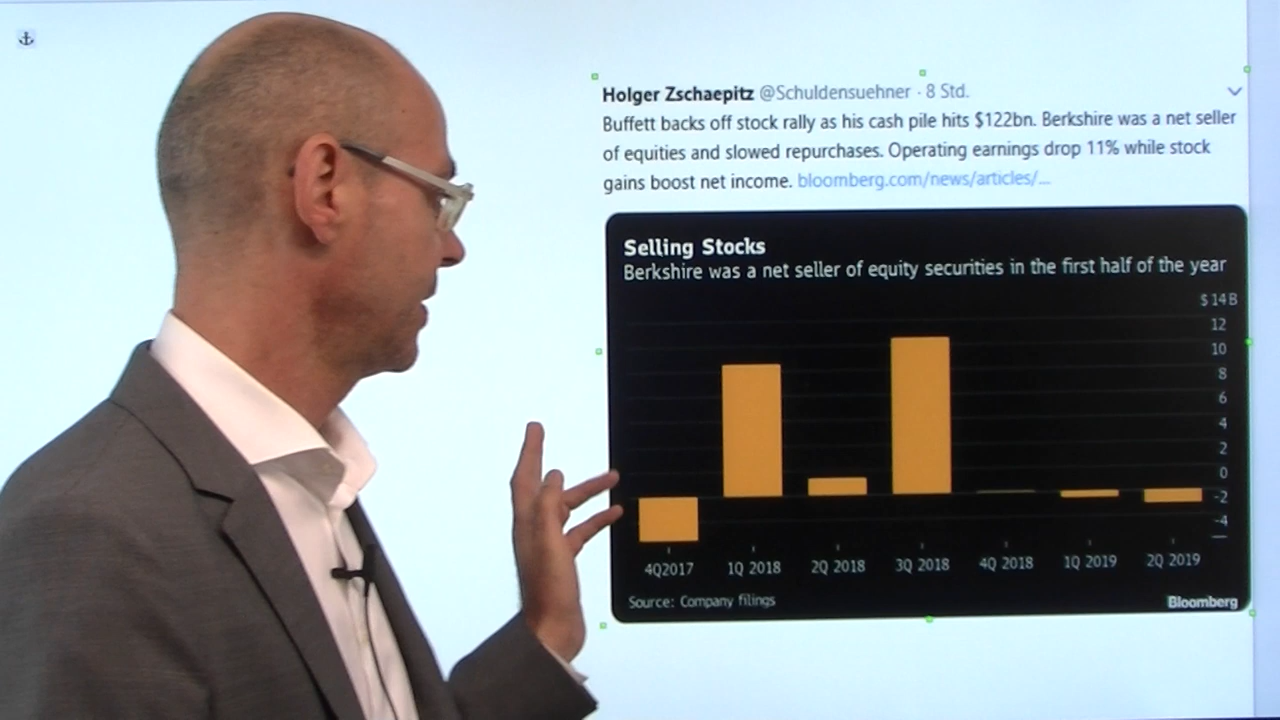 Holger Zschaepitz @Schuldensuehner · 8 Std.
Buffett backs off stock rally as his cash pile hits $122bn. Berkshire was a net seller
of equities and slowed repurchases. Operating earnings drop 11% while stock
gains boost net income. bloomberg.com/news/articles/...
Selling Stocks
Berkshire was a net seller of equity securities in the first half of the year
$14B
12
10
8
6
4
2
0
-2
-4
4Q2017 1Q 2018 2Q 2018 3Q 2018 4Q 2018 1Q 2019 2Q 2019
Source: Company filings Bloomberg